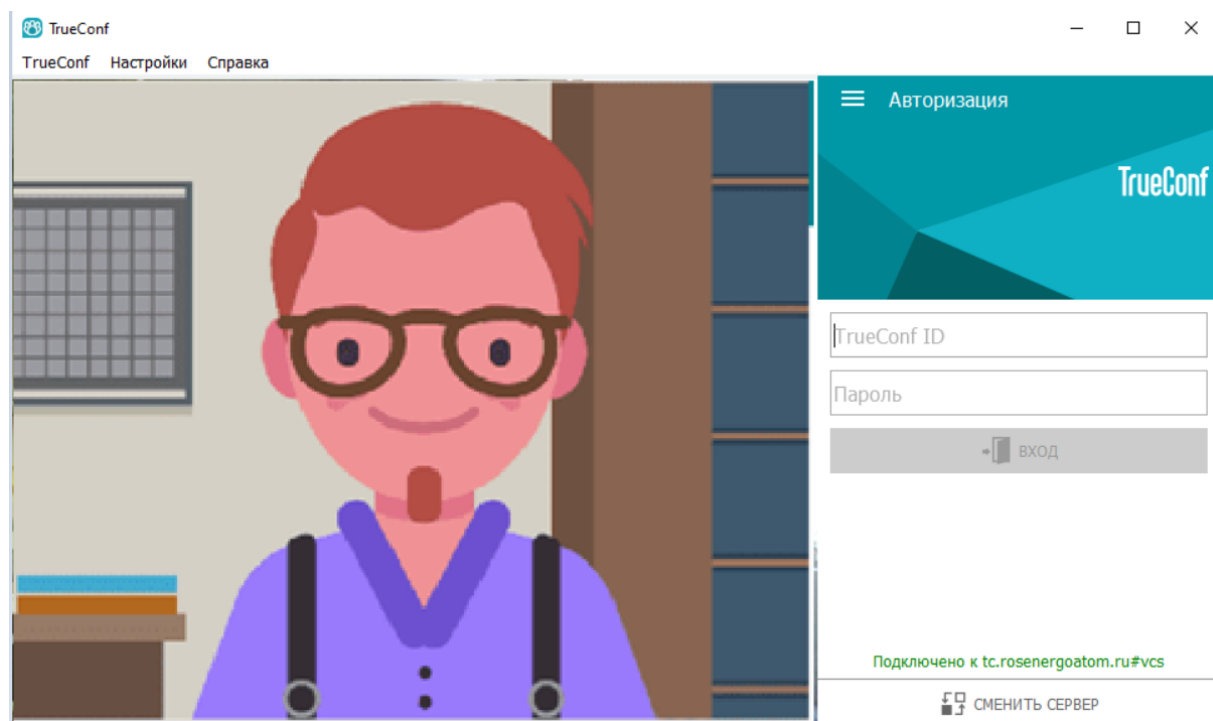 TrueConf
TrueConf Настройки Справка
Авторизация
TrueConf
TrueConf ID
Пароль
ВХОД
Подключено к tc.rosenergoatom.ru#vcs
СМЕНИТЬ СЕРВЕР